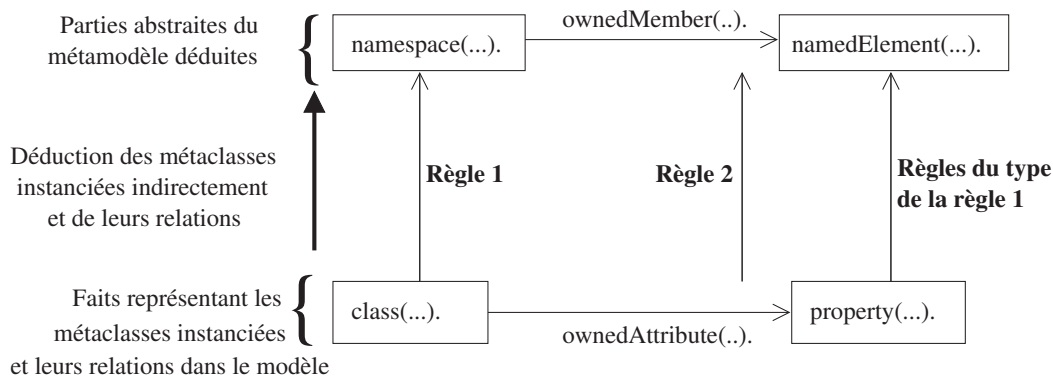 Parties abstraites du
métamodèle déduites
namespace(...).
ownedMember(..).
namedElement(...).
Déduction des métaclasses
instanciées indirectement
et de leurs relations
Règle 1
Règle 2
Règles du type
de la règle 1
Faits représentant les
métaclasses instanciées
et leurs relations dans le modèle
class(...).
ownedAttribute(..).
property(...).